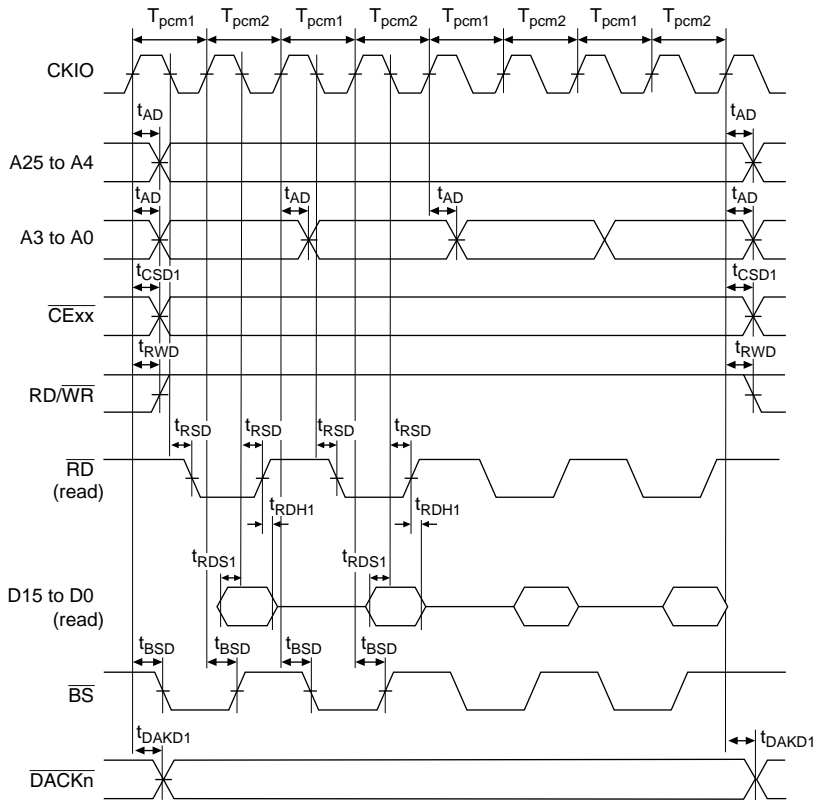 Tpcm1 Tpcm2 Tpcm1 Tpcm2 Tpcm1 Tpcm2 Tpcm1 Tpcm2
CKIO
tAD tAD
A25 to A4
tAD tAD tAD tAD
A3 to A0
tCSD1 tCSD1
CExx
tRWD tRWD
RD/WR
tRSD tRSD tRSD tRSD
RD
(read)
tRDH1 tRDH1
tRDS1 tRDS1
D15 to D0
(read)
tBSD tBSD tBSD tBSD
BS
tDAKD1 tDAKD1
DACKn